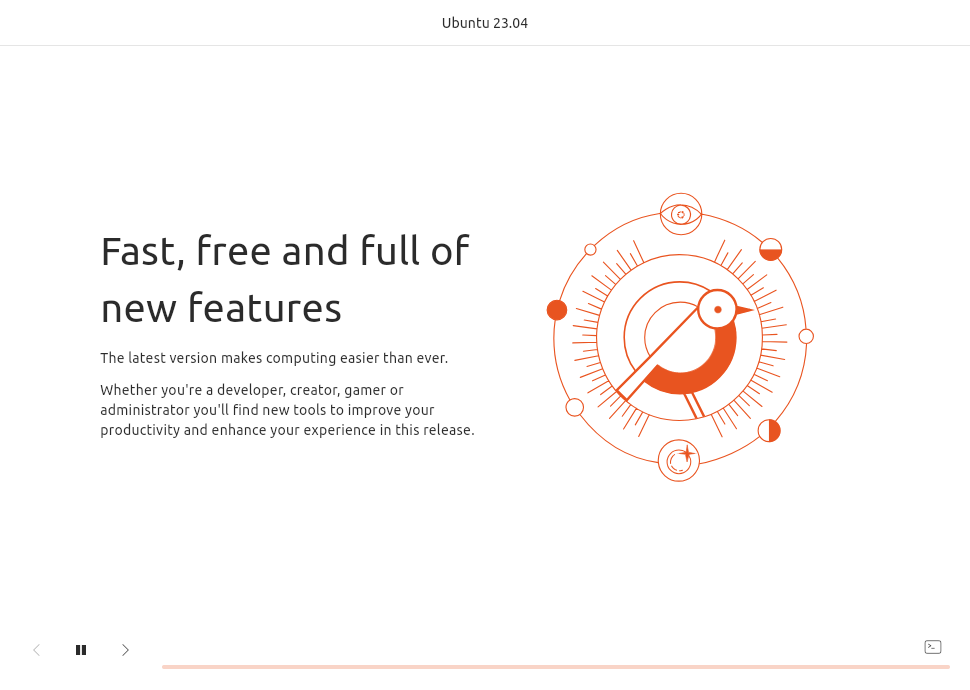 Ubuntu 23.04
Fast, free and full of
new features
The latest version makes computing easier than ever.
Whether you're a developer, creator, gamer or
administrator you'll find new tools to improve your
productivity and enhance your experience in this release.